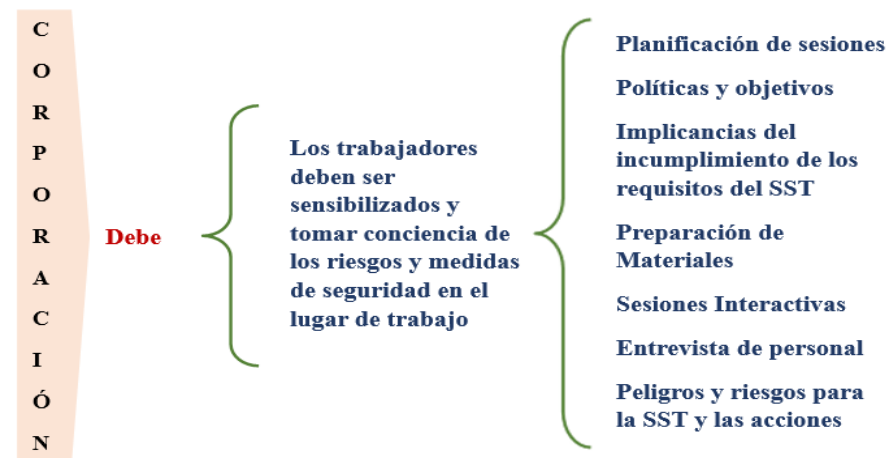 CORPORACIÓN
Debe
Los trabajadores
deben ser
sensibilizados y
tomar conciencia de
los riesgos y medidas
de seguridad en el
lugar de trabajo
Planificación de sesiones
Políticas y objetivos
Implicancias del
incumplimiento de los
requisitos del SST
Preparación de
Materiales
Sesiones Interactivas
Entrevista de personal
Peligros y riesgos para
la SST y las acciones